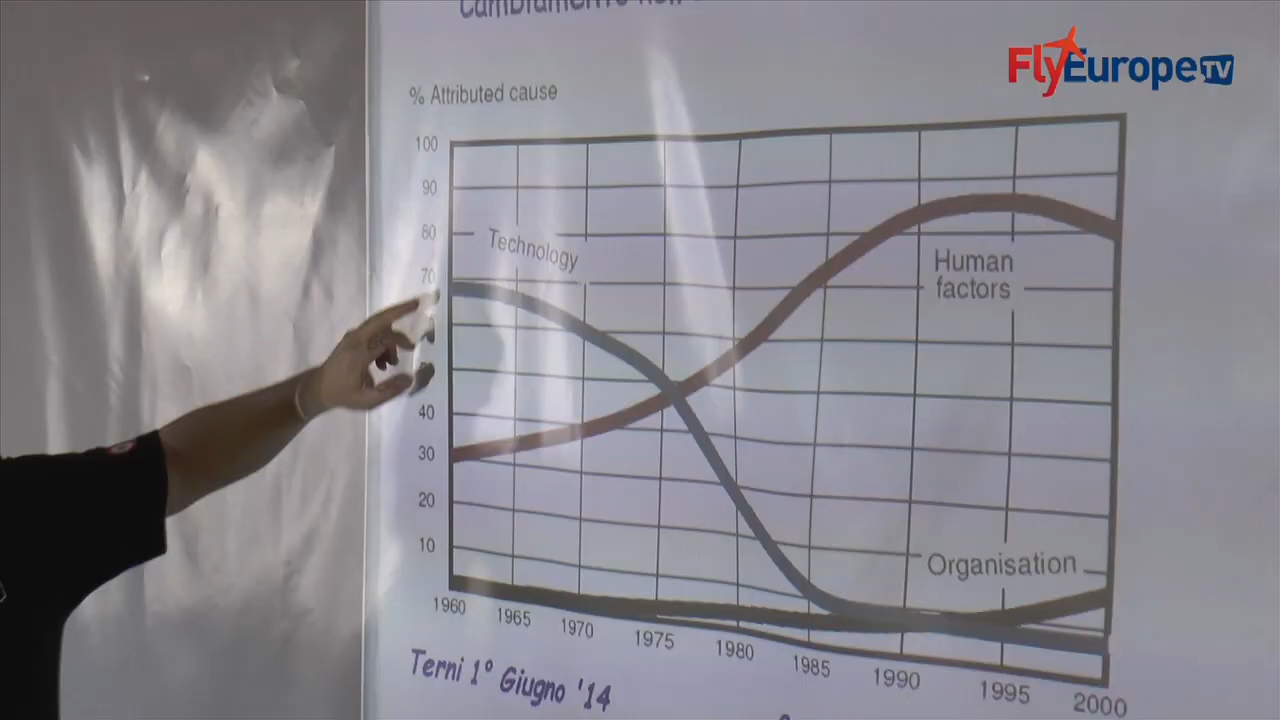 FlyEurope TV
% Attributed cause
100
90
80
70
40
30
20
10
Technology
Human
factors
Organisation
1960
1965
1970
1975
1980
1985
1990
1995
2000
Terni 1° Giugno '14